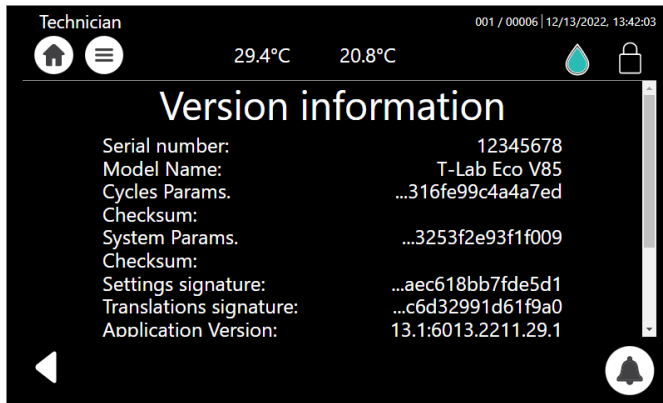 Technician 001 / 00006 | 12/13/2022, 13:42:03
29.4°C 20.8°C
Version information
Serial number: 12345678
Model Name: T-Lab Eco V85
Cycles Params. ...316fe99c4a4a7ed
Checksum:
System Params. ...3253f2e93f1f009
Checksum:
Settings signature: ...aec618bb7fde5d1
Translations signature: ...c6d32991d61f9a0
Application Version: 13.1:6013.2211.29.1